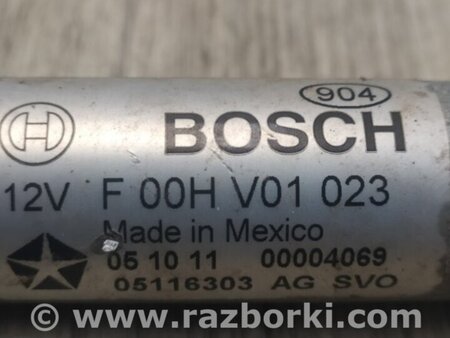 904
BOSCH
12V F 00H V01 023
Made in Mexico
05 10 11 00004069
05116303 AG SVO
© www.razborki.com